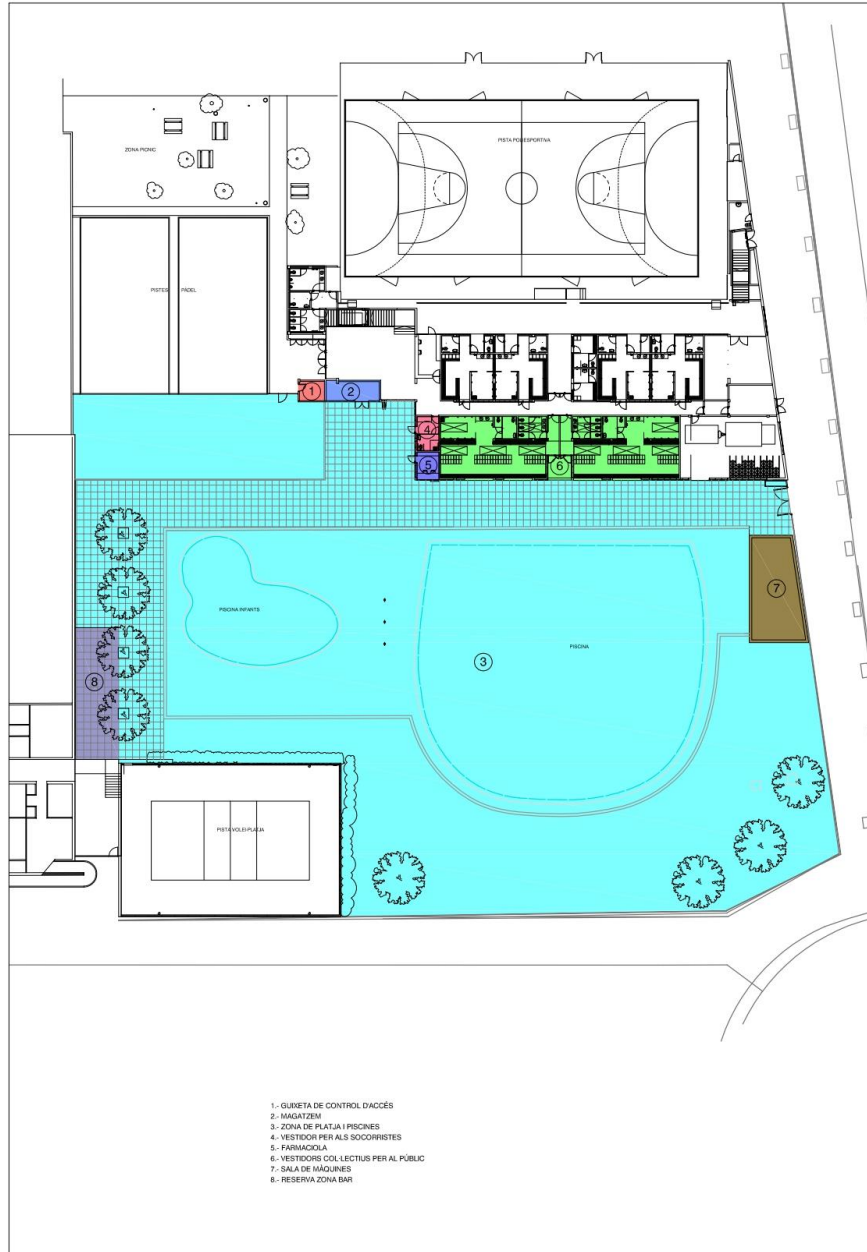 PISTA POLIESPORTIVA
ZONA PICNIC
PISTES PÀDEL
1
2
4
5
6
7
PISCINA INFANTS
PISCINA
3
8
PISTA VOLEI-PLATJA
1.- GUIXETA DE CONTROL D'ACCÉS
2.- MAGATZEM
3.- ZONA DE PLATJA I PISCINES
4.- VESTIDOR PER ALS SOCORRISTES
5.- FARMACIOLA
6.- VESTIDORS COL·LECTIUS PER AL PÚBLIC
7.- SALA DE MÀQUINES
8.- RESERVA ZONA BAR